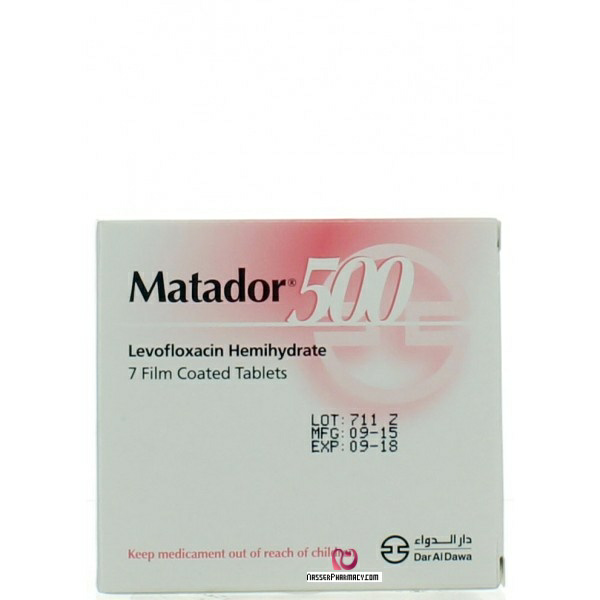 Matador® 500
Levofloxacin Hemihydrate
7 Film Coated Tablets
LOT: 711 Z
MFG: 09-15
EXP: 09-18
Keep medicament out of reach of children
دار الـدواء
Dar Al Dawa
NasserPharmacy.com